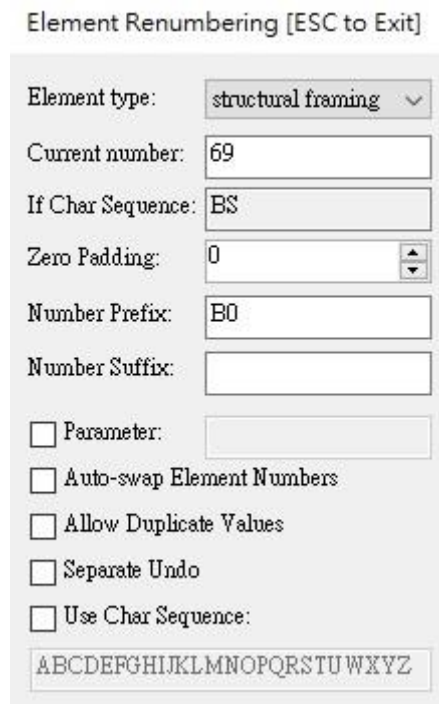 Element Renumbering [ESC to Exit]
Element type: structural framing
Current number: 69
If Char Sequence: BS
Zero Padding: 0
Number Prefix: B0
Number Suffix:
Parameter:
Auto-swap Element Numbers
Allow Duplicate Values
Separate Undo
Use Char Sequence:
ABCDEFGHIJKLMNOPQRSTUVWXYZ